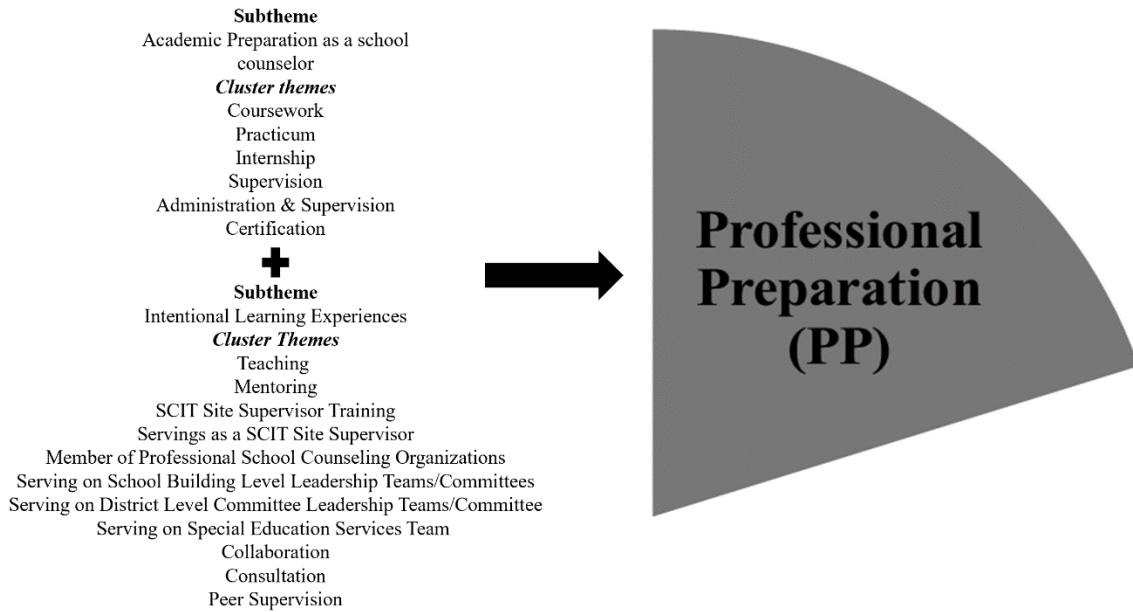 Subtheme
Academic Preparation as a school
counselor
Cluster themes
Coursework
Practicum
Internship
Supervision
Administration & Supervision
Certification
Subtheme
Intentional Learning Experiences
Cluster Themes
Teaching
Mentoring
SCIT Site Supervisor Training
Servings as a SCIT Site Supervisor
Member of Professional School Counseling Organizations
Serving on School Building Level Leadership Teams/Committees
Serving on District Level Committee Leadership Teams/Committee
Serving on Special Education Services Team
Collaboration
Consultation
Peer Supervision
Professional
Preparation
(PP)